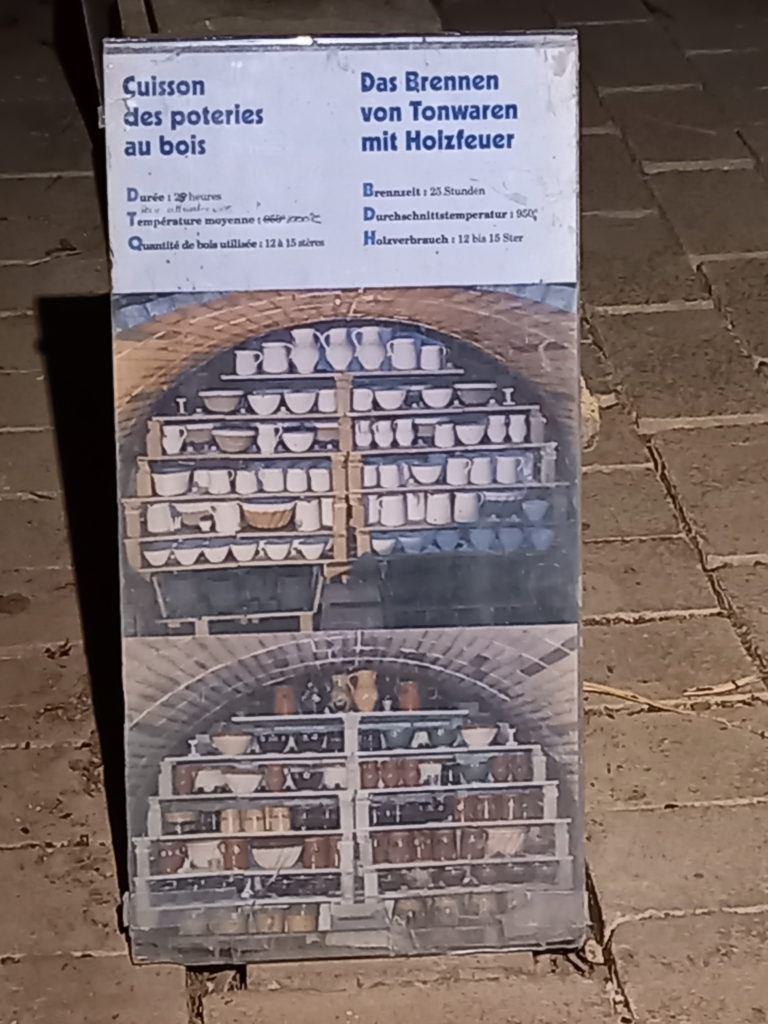 Cuisson
des poteries
au bois
Durée : heures
Température moyenne :
Quantité de bois utilisée : 12 à 15 stères
Das Brennen
von Tonwaren
mit Holzfeuer
Brennzeit : 25 Stunden
Durchschnittstemperatur : 950°
Holzverbrauch : 12 bis 15 Ster